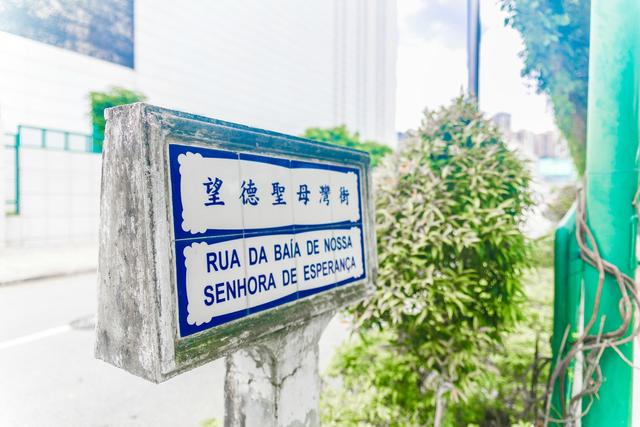 望德聖母灣街
RUA DA BAÍA DE NOSSA
SENHORA DE ESPERANÇA